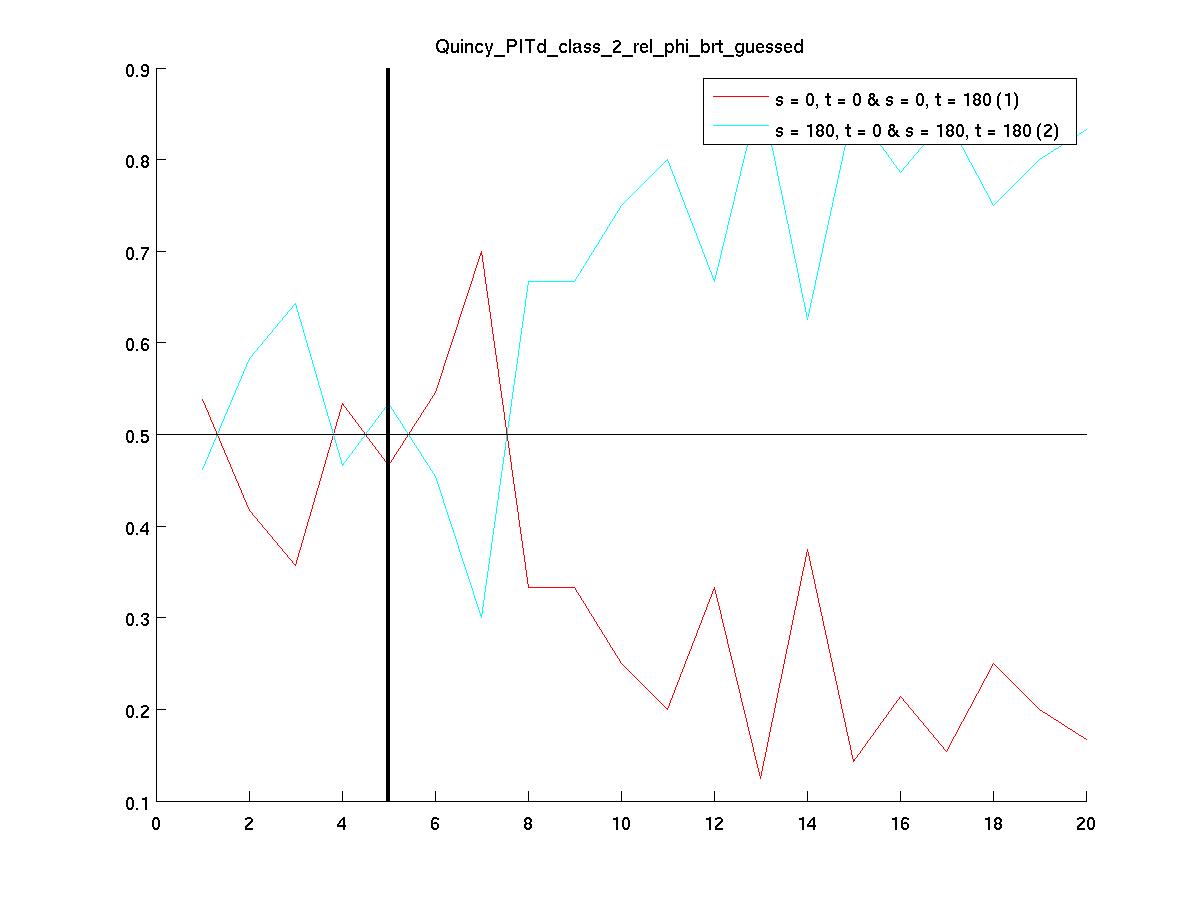 Quincy_PITd_class_2_rel_phi_brt_guessed
s = 0, t = 0 & s = 0, t = 180 (1)
s = 180, t = 0 & s = 180, t = 180 (2)
0.9
0.8
0.7
0.6
0.5
0.4
0.3
0.2
0.1
0 2 4 6 8 10 12 14 16 18 20